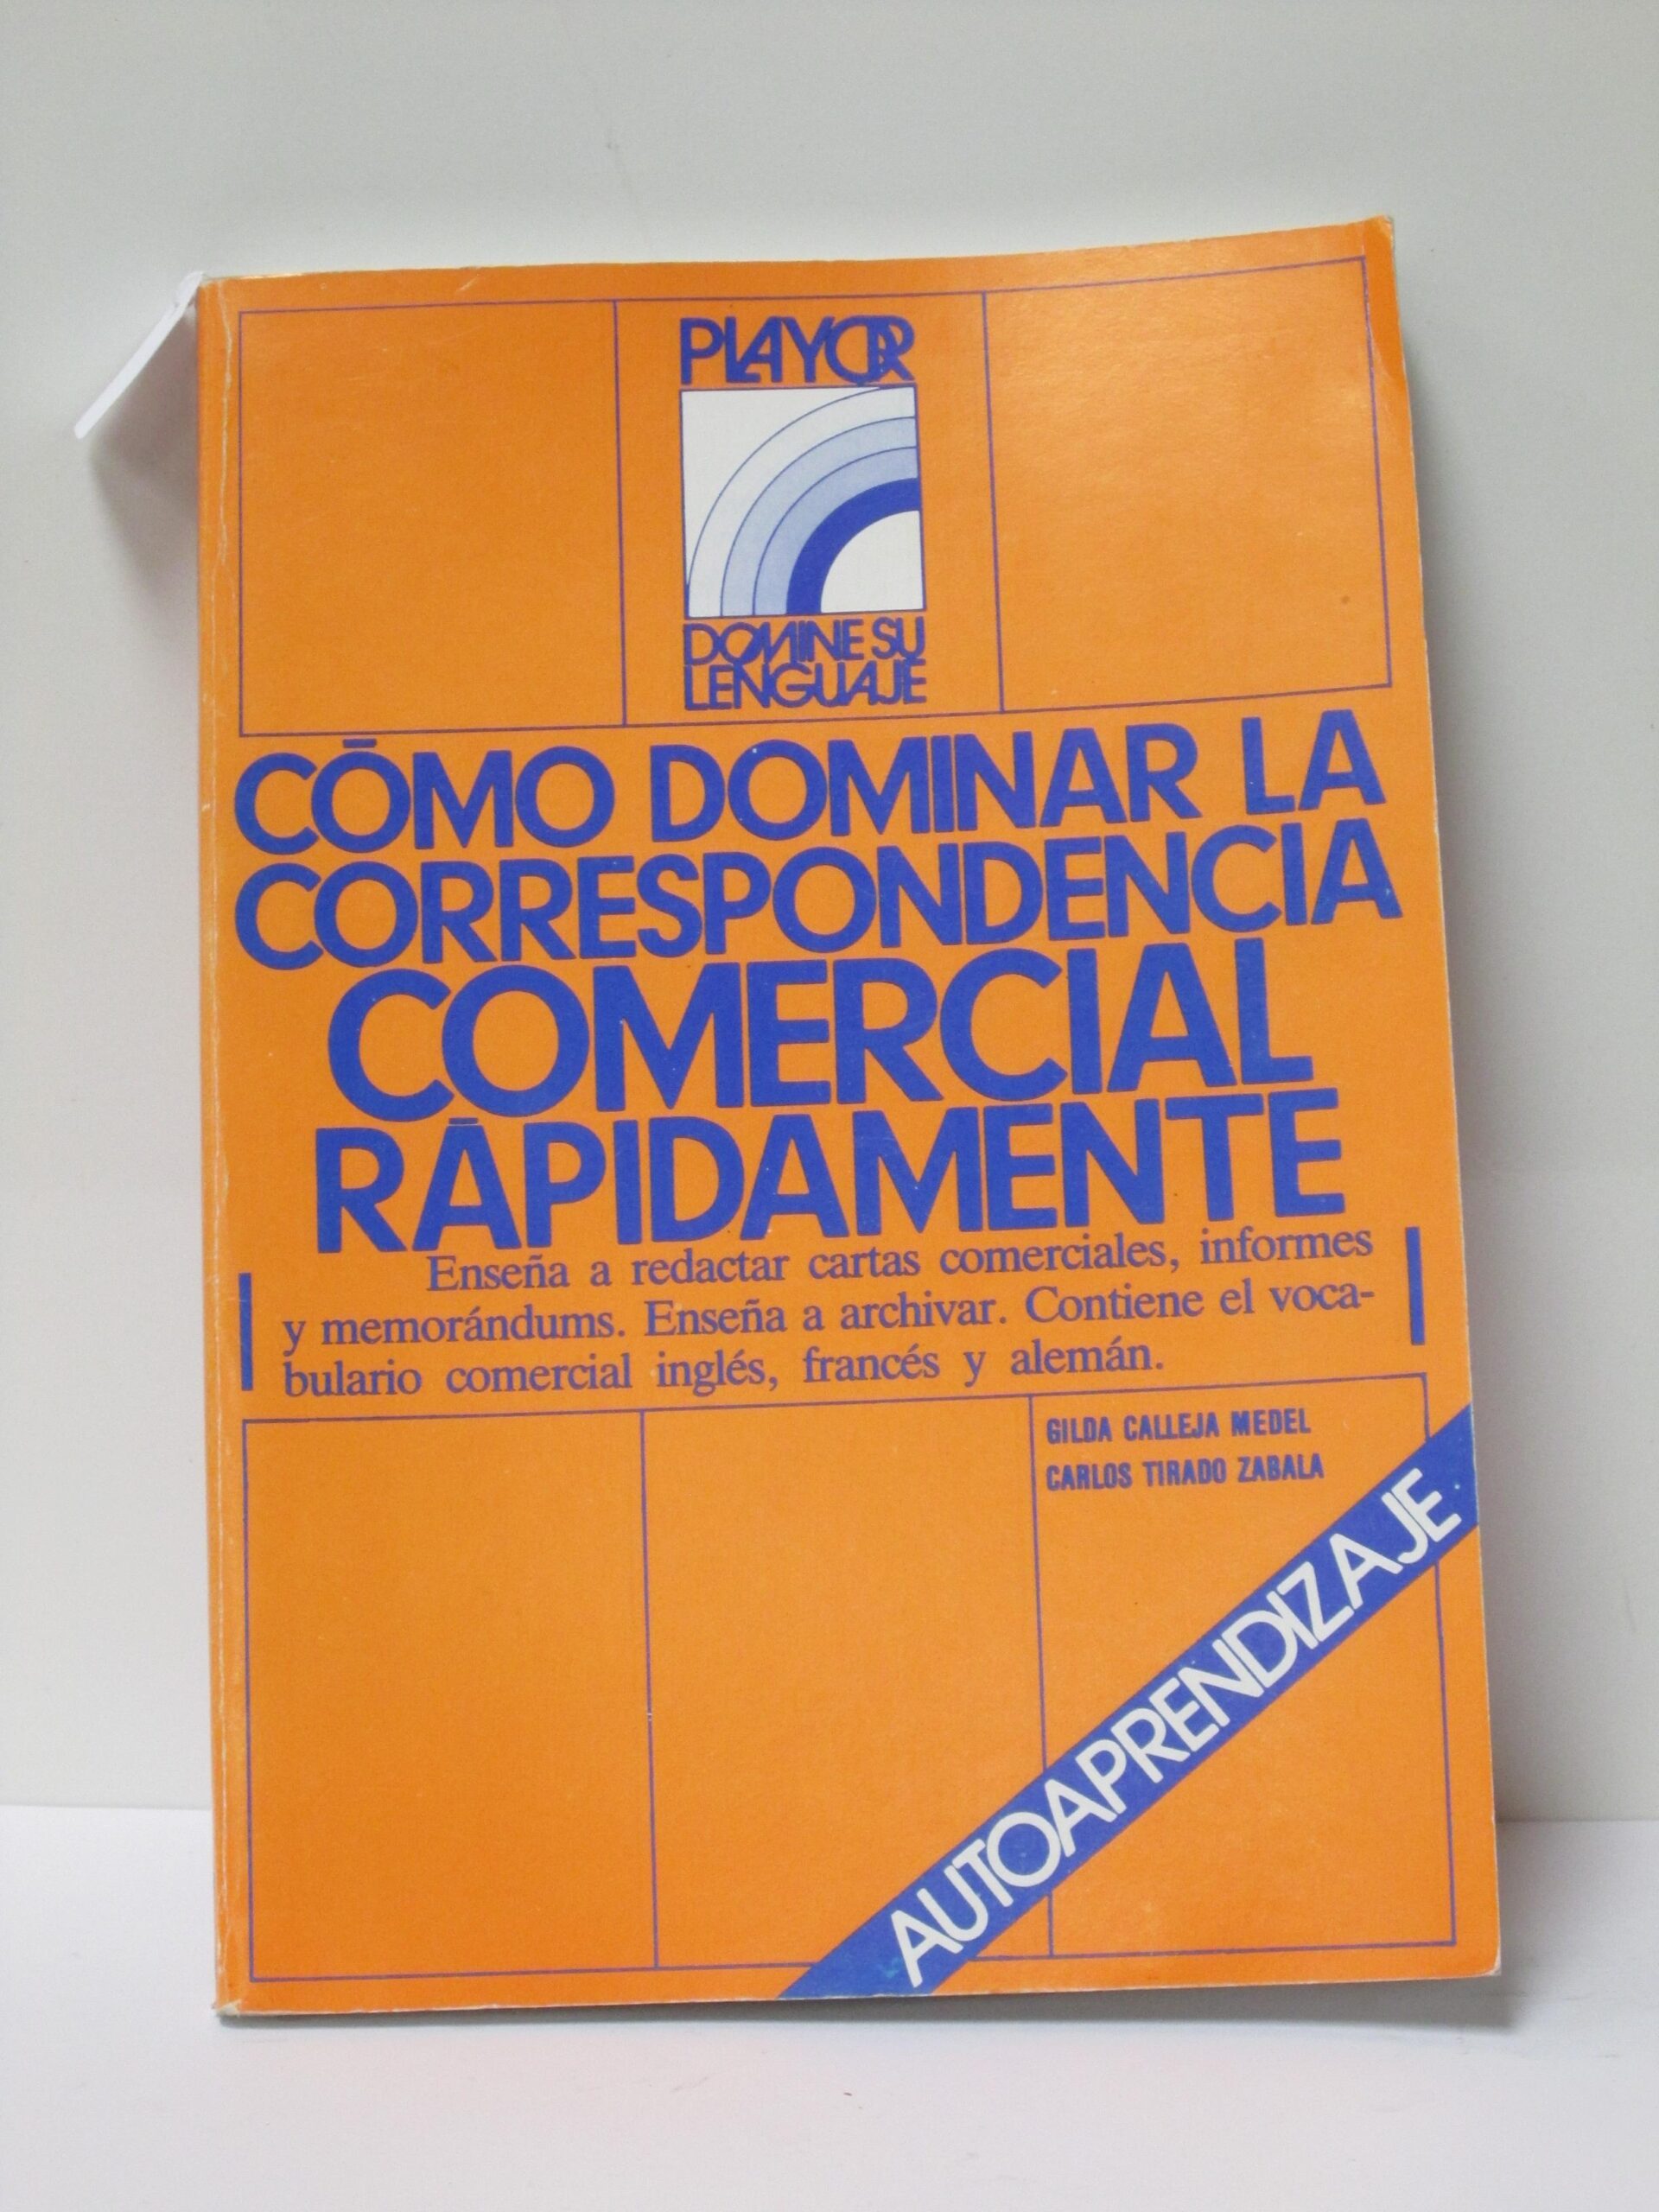 PLAYOR
DOMINE SU
LENGUAJE
CÓMO DOMINAR LA
CORRESPONDENCIA
COMERCIAL
RÁPIDAMENTE
Enseña a redactar cartas comerciales, informes
y memorándums. Enseña a archivar. Contiene el voca-
bulario comercial inglés, francés y alemán.
GILDA CALLEJA MEDEL
CARLOS TIRADO ZABALA
AUTOAPRENDIZAJE